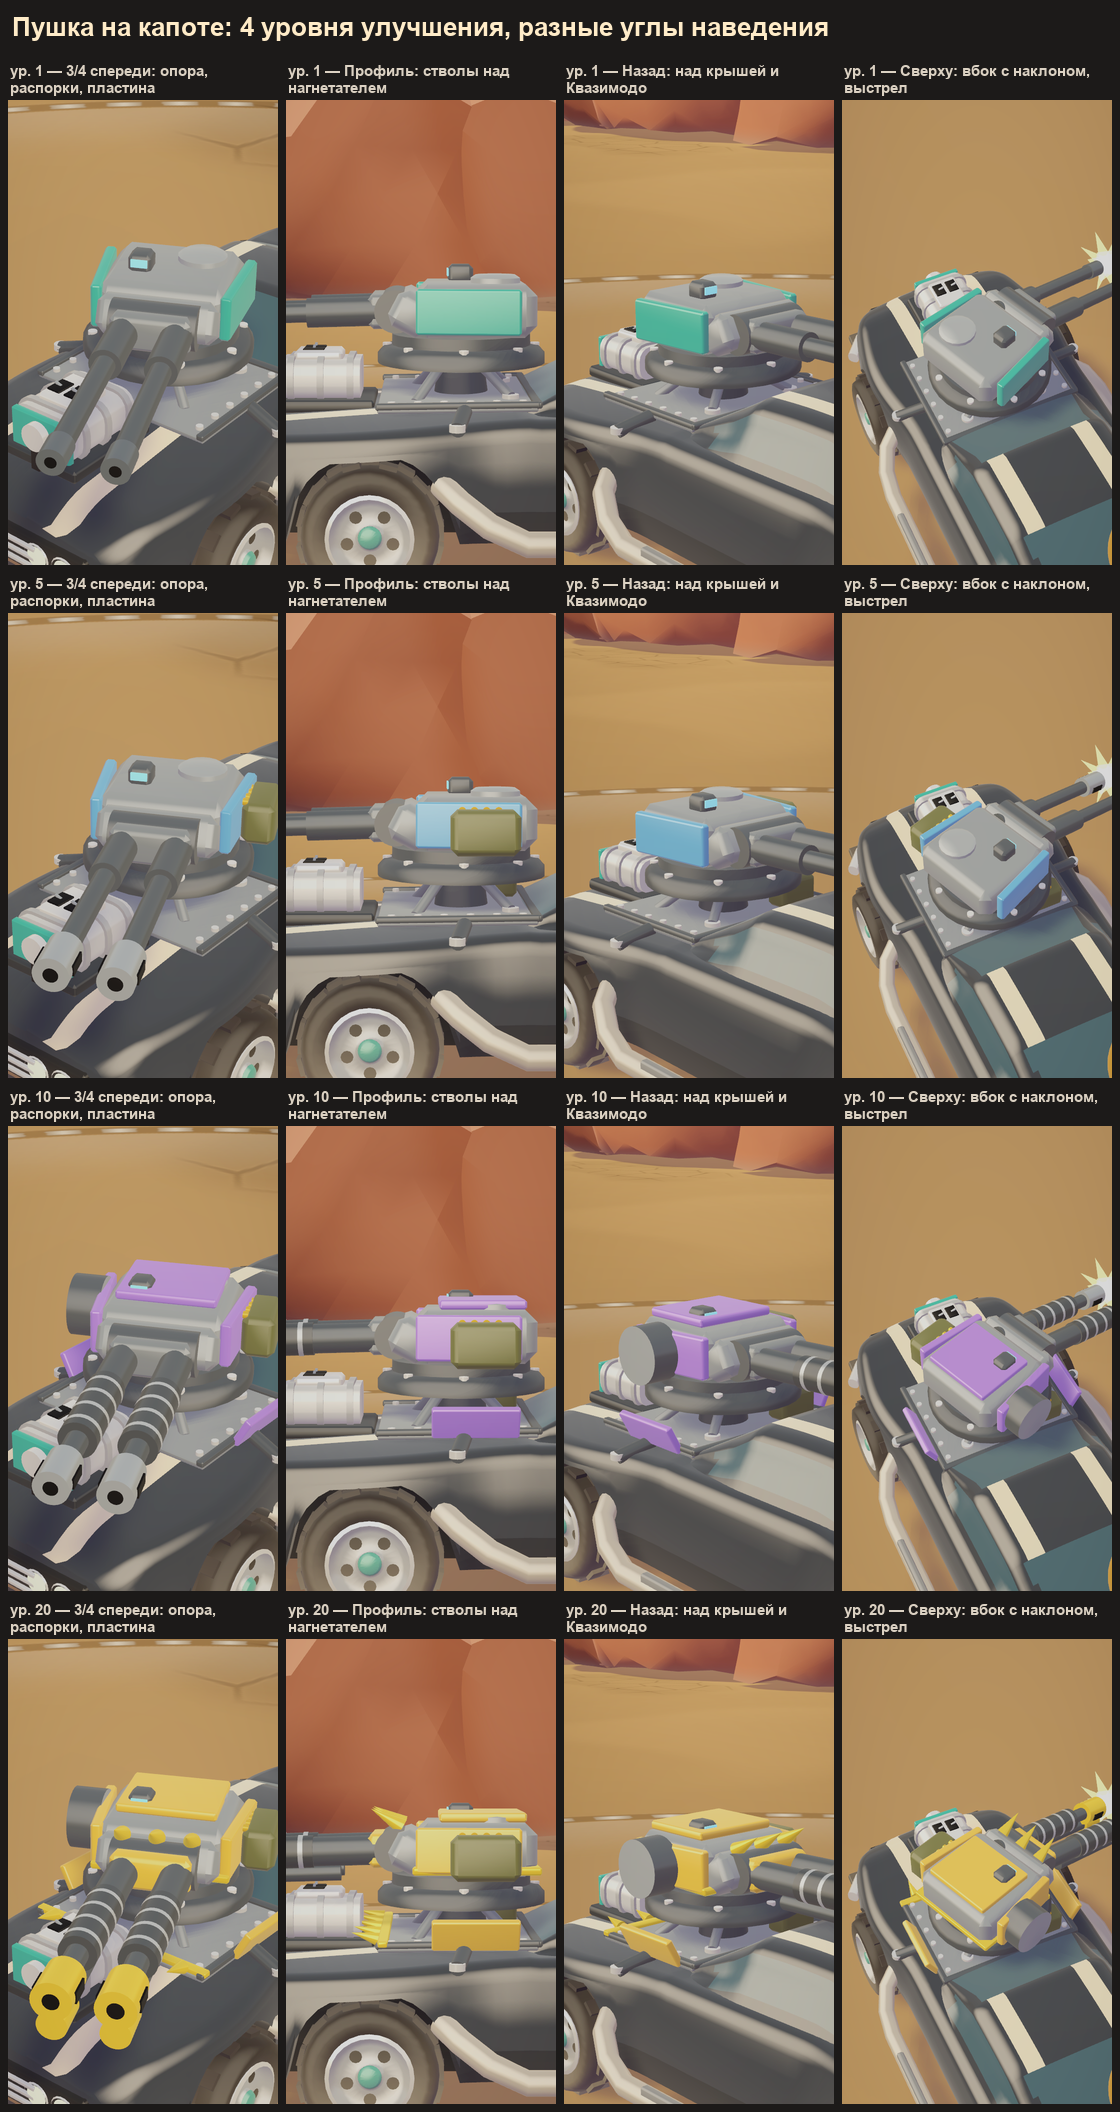 Пушка на капоте: 4 уровня улучшения, разные углы наведения
ур. 1 — 3/4 спереди: опора,
распорки, пластина
ур. 1 — Профиль: стволы над
нагнетателем
ур. 1 — Назад: над крышей и
Квазимодо
ур. 1 — Сверху: вбок с наклоном,
выстрел
ур. 5 — 3/4 спереди: опора,
распорки, пластина
ур. 5 — Профиль: стволы над
нагнетателем
ур. 5 — Назад: над крышей и
Квазимодо
ур. 5 — Сверху: вбок с наклоном,
выстрел
ур. 10 — 3/4 спереди: опора,
распорки, пластина
ур. 10 — Профиль: стволы над
нагнетателем
ур. 10 — Назад: над крышей и
Квазимодо
ур. 10 — Сверху: вбок с наклоном,
выстрел
ур. 20 — 3/4 спереди: опора,
распорки, пластина
ур. 20 — Профиль: стволы над
нагнетателем
ур. 20 — Назад: над крышей и
Квазимодо
ур. 20 — Сверху: вбок с наклоном,
выстрел